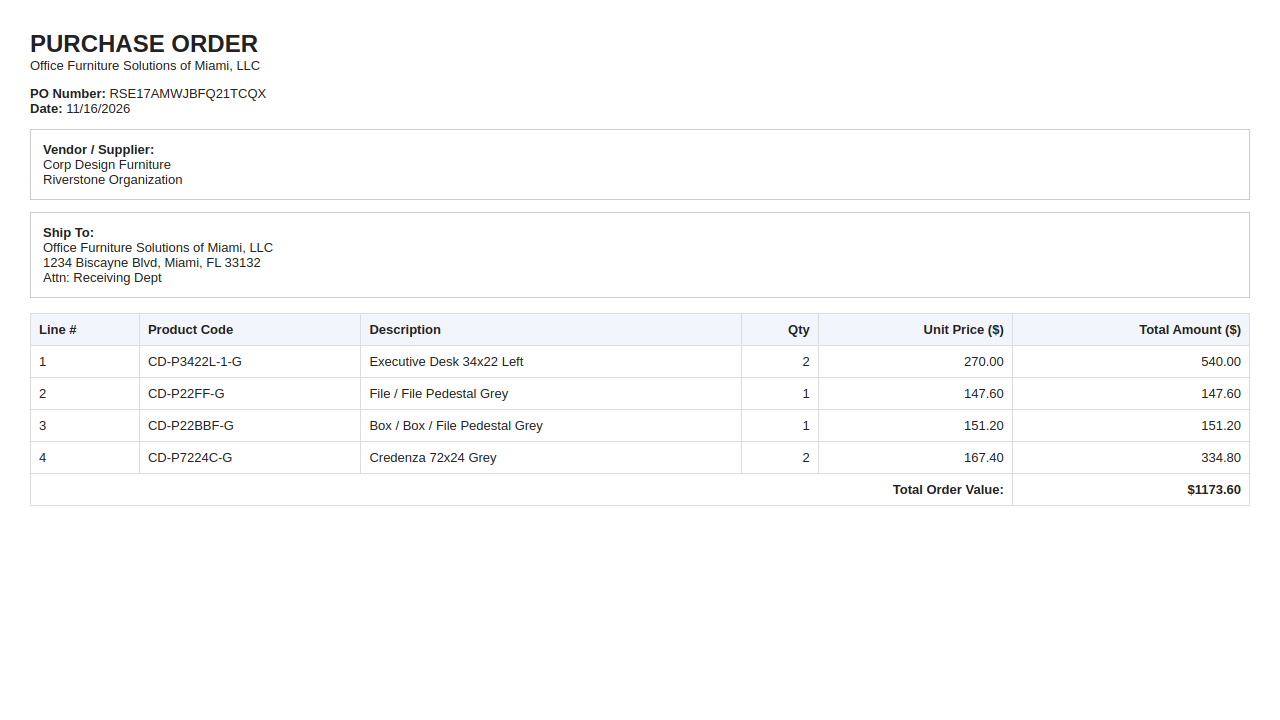 PURCHASE ORDER
Office Furniture Solutions of Miami, LLC
PO Number: RSE17AMWJBFQ21TCQX
Date: 11/16/2026
Vendor / Supplier:
Corp Design Furniture
Riverstone Organization
Ship To:
Office Furniture Solutions of Miami, LLC
1234 Biscayne Blvd, Miami, FL 33132
Attn: Receiving Dept
Line # Product Code Description Qty Unit Price ($) Total Amount ($)
1 CD-P3422L-1-G Executive Desk 34x22 Left 2 270.00 540.00
2 CD-P22FF-G File / File Pedestal Grey 1 147.60 147.60
3 CD-P22BBF-G Box / Box / File Pedestal Grey 1 151.20 151.20
4 CD-P7224C-G Credenza 72x24 Grey 2 167.40 334.80
Total Order Value: $1173.60